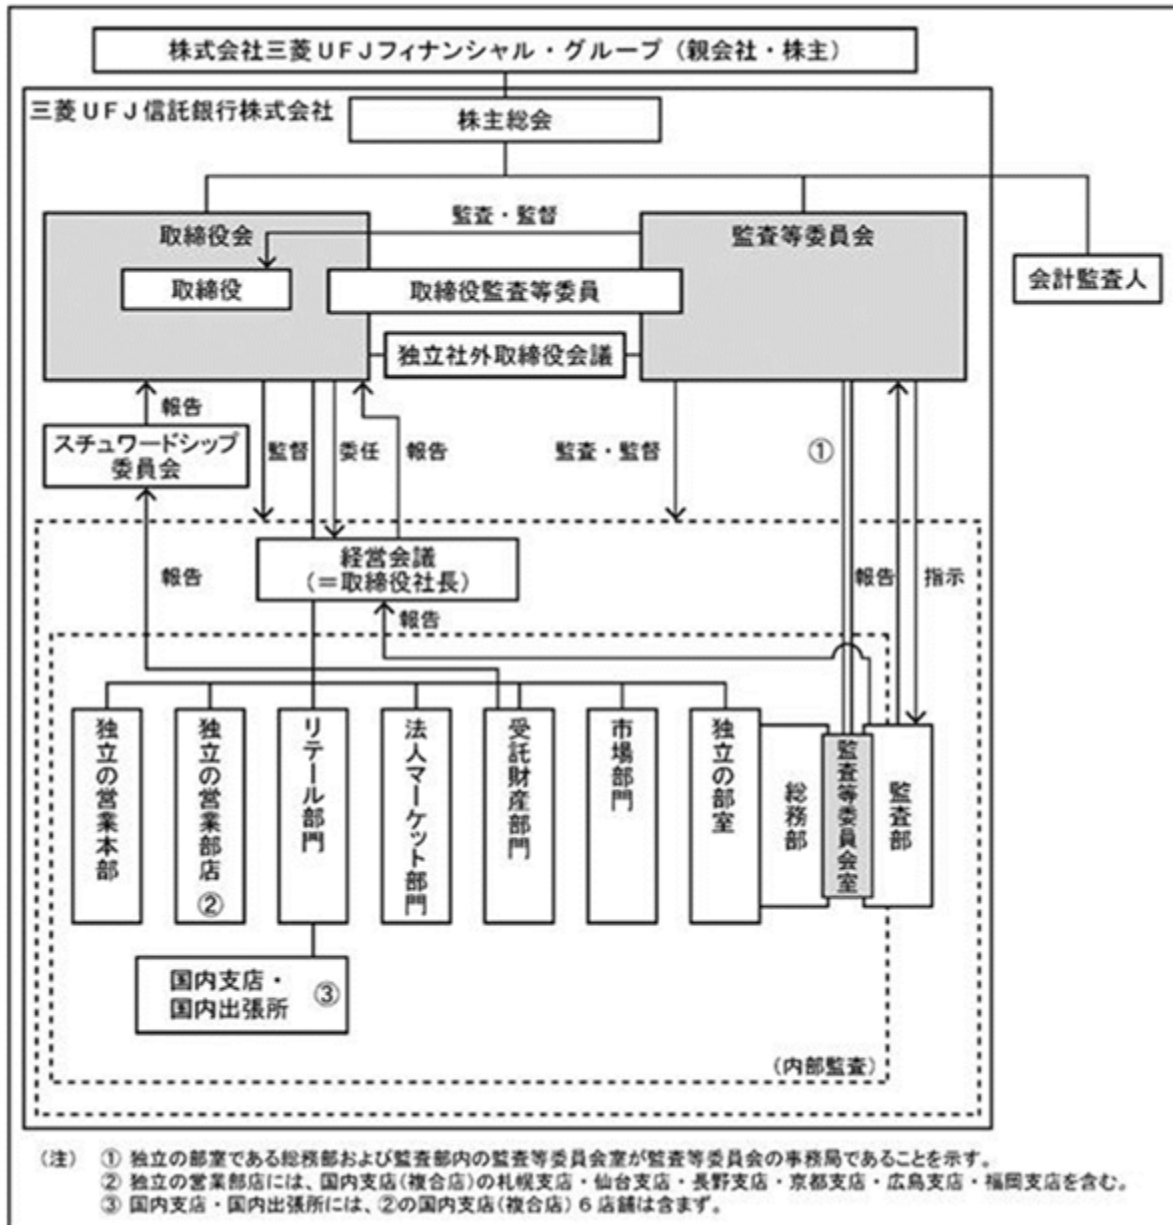 株式会社三菱UFJフィナンシャル・グループ（親会社・株主）
三菱UFJ信託銀行株式会社
株主総会
監査・監督
取締役会
監査等委員会
取締役
取締役監査等委員
会計監査人
独立社外取締役会議
報告
スチュワードシップ
委員会
監督
委任
報告
監査・監督
①
報告
経営会議
（＝取締役社長）
報告
報告
指示
独立の営業本部
独立の営業部店
②
リテール部門
法人マーケット部門
受託財産部門
市場部門
独立の部室
総務部
監査等委員会室
監査部
国内支店・
国内出張所
③
（内部監査）
（注） ① 独立の部室である総務部および監査部内の監査等委員会室が監査等委員会の事務局であることを示す。
② 独立の営業部店には、国内支店（複合店）の札幌支店・仙台支店・長野支店・京都支店・広島支店・福岡支店を含む。
③ 国内支店・国内出張所には、②の国内支店（複合店）６店舗は含まず。